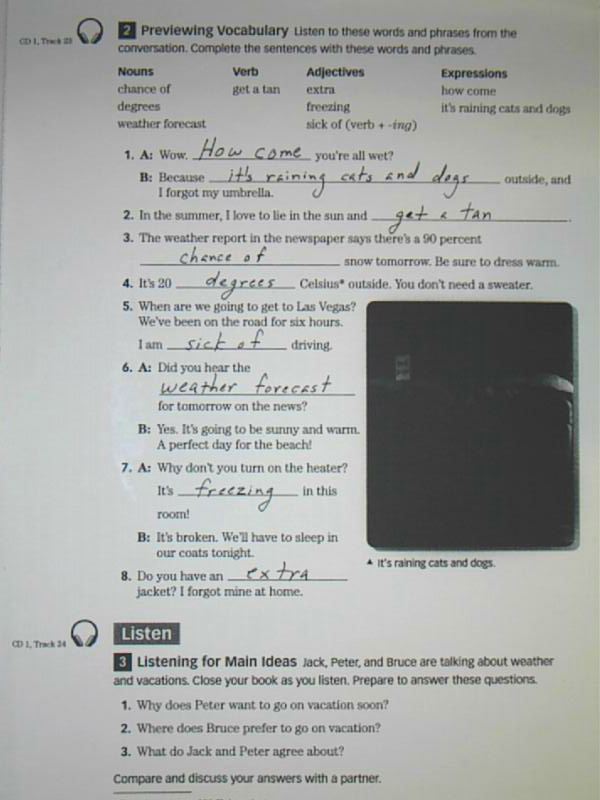 CD 1, Track 23
2 Previewing Vocabulary Listen to these words and phrases from the
conversation. Complete the sentences with these words and phrases.
Nouns Verb Adjectives Expressions
chance of get a tan extra how come
degrees freezing it's raining cats and dogs
weather forecast sick of (verb + -ing)
1. A: Wow. How come you're all wet?
B: Because it's raining cats and dogs outside, and
I forgot my umbrella.
2. In the summer, I love to lie in the sun and get a tan.
3. The weather report in the newspaper says there's a 90 percent
chance of snow tomorrow. Be sure to dress warm.
4. It's 20 degrees Celsius* outside. You don't need a sweater.
5. When are we going to get to Las Vegas?
We've been on the road for six hours.
I am sick of driving.
6. A: Did you hear the
weather forecast
for tomorrow on the news?
B: Yes. It's going to be sunny and warm.
A perfect day for the beach!
7. A: Why don't you turn on the heater?
It's freezing in this
room!
B: It's broken. We'll have to sleep in
our coats tonight.
8. Do you have an extra
jacket? I forgot mine at home.
▲ It's raining cats and dogs.
CD 1, Track 24
Listen
3 Listening for Main Ideas Jack, Peter, and Bruce are talking about weather
and vacations. Close your book as you listen. Prepare to answer these questions.
1. Why does Peter want to go on vacation soon?
2. Where does Bruce prefer to go on vacation?
3. What do Jack and Peter agree about?
Compare and discuss your answers with a partner.